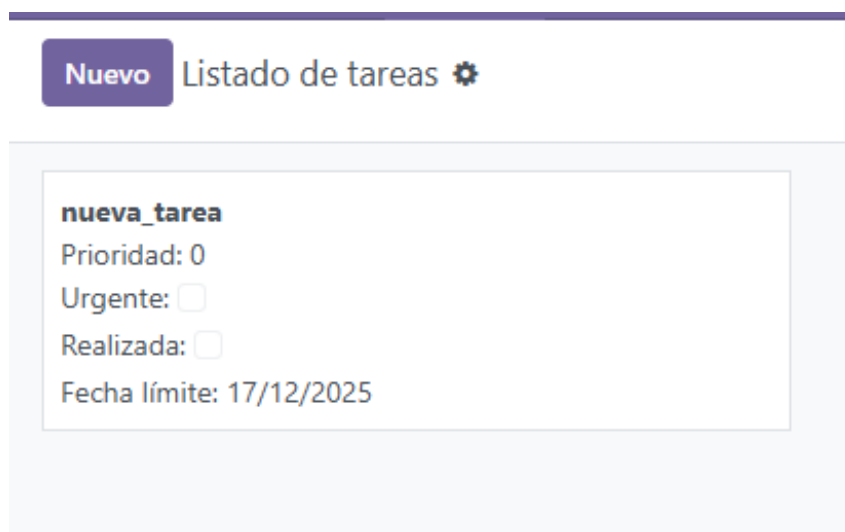 Nuevo Listado de tareas
nueva_tarea
Prioridad: 0
Urgente:
Realizada:
Fecha límite: 17/12/2025